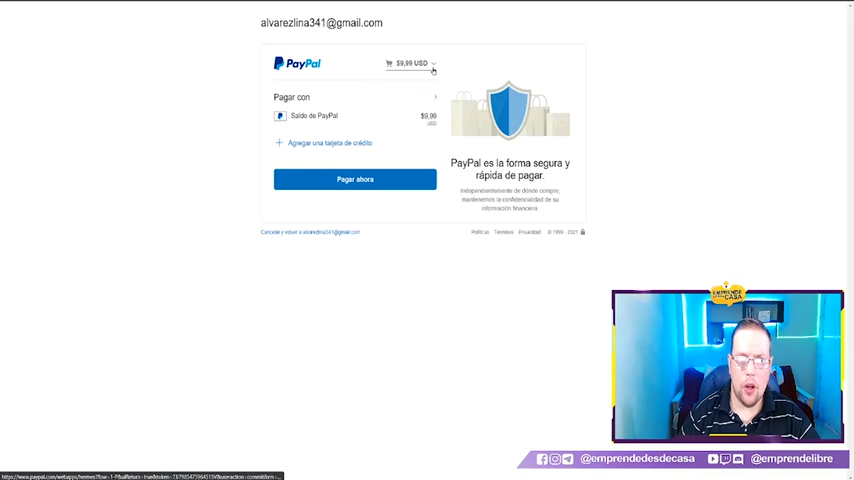 alvarezlina341@gmail.com
PayPal
$9,99 USD
Pagar con
Saldo de PayPal
$9,99
USD
Agregar una tarjeta de crédito
Pagar ahora
PayPal es la forma segura y
rápida de pagar.
Independientemente de dónde compre,
mantenemos la confidencialidad de su
información financiera.
Cancelar y volver a alvarezlina341@gmail.com
Políticas Términos Privacidad © 1999 - 2021
EMPRENDE
CASA
@emprendedesdecasa
@emprendelibre